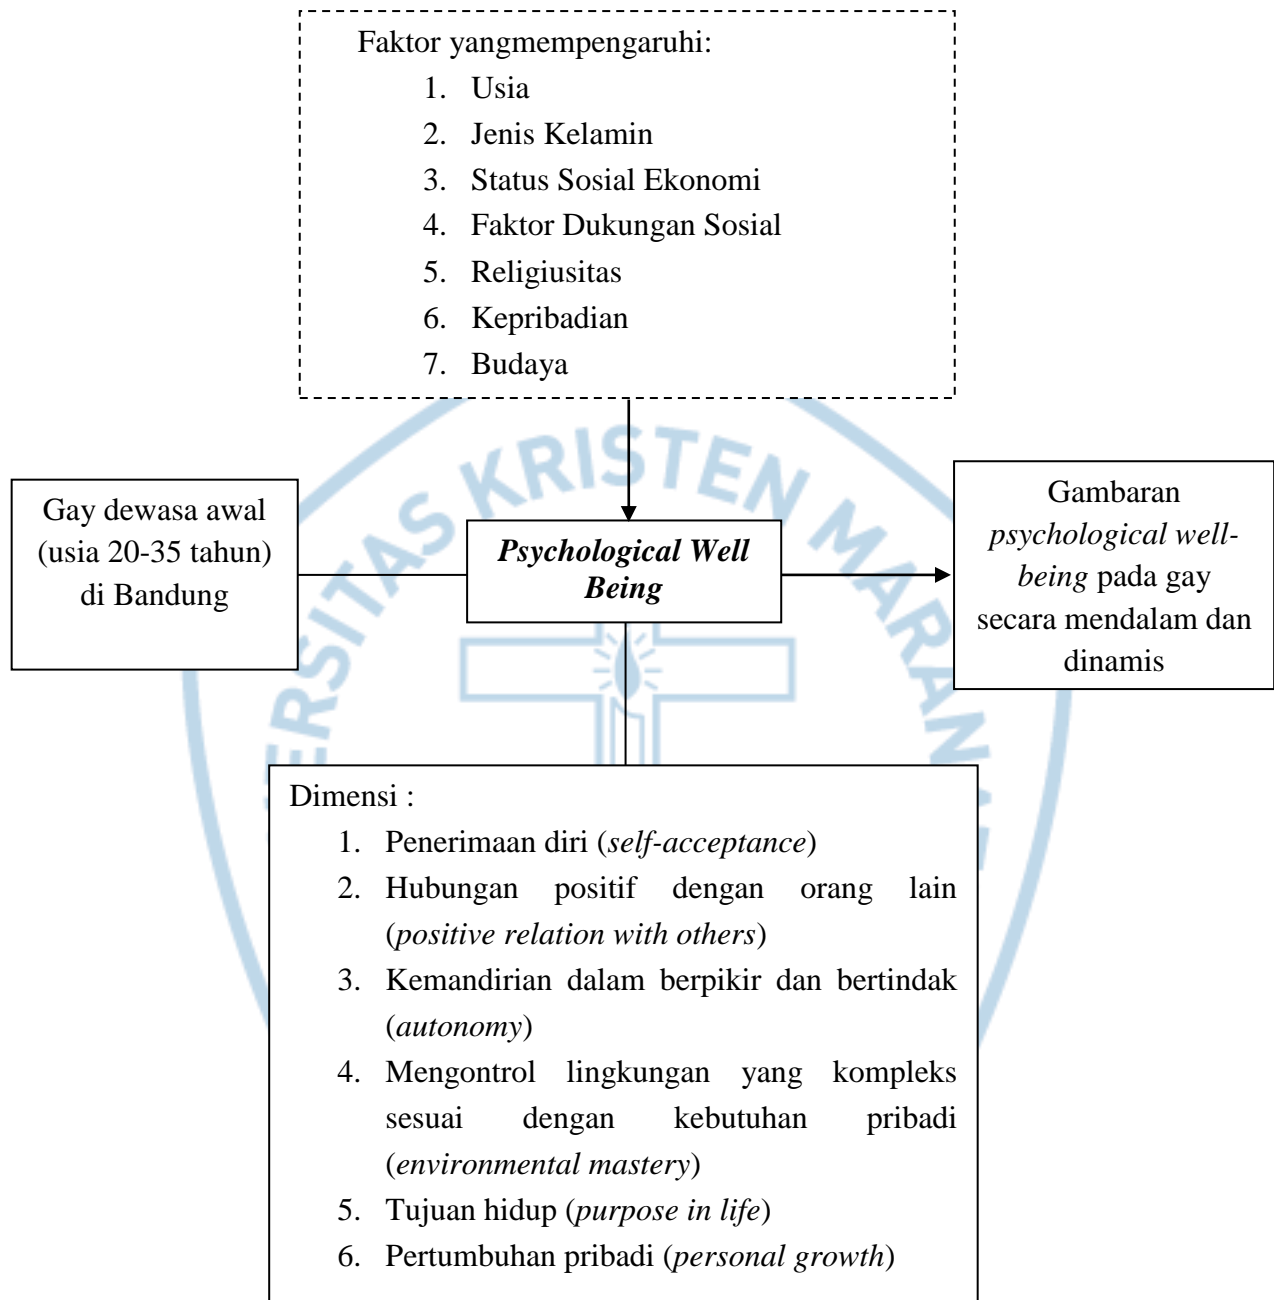 Faktor yangmempengaruhi:
1. Usia
2. Jenis Kelamin
3. Status Sosial Ekonomi
4. Faktor Dukungan Sosial
5. Religiusitas
6. Kepribadian
7. Budaya
Gay dewasa awal
(usia 20-35 tahun)
di Bandung
Psychological Well
Being
Gambaran
psychological well-
being pada gay
secara mendalam dan
dinamis
Dimensi :
1. Penerimaan diri (self-acceptance)
2. Hubungan positif dengan orang lain
(positive relation with others)
3. Kemandirian dalam berpikir dan bertindak
(autonomy)
4. Mengontrol lingkungan yang kompleks
sesuai dengan kebutuhan pribadi
(environmental mastery)
5. Tujuan hidup (purpose in life)
6. Pertumbuhan pribadi (personal growth)
KRISTEN